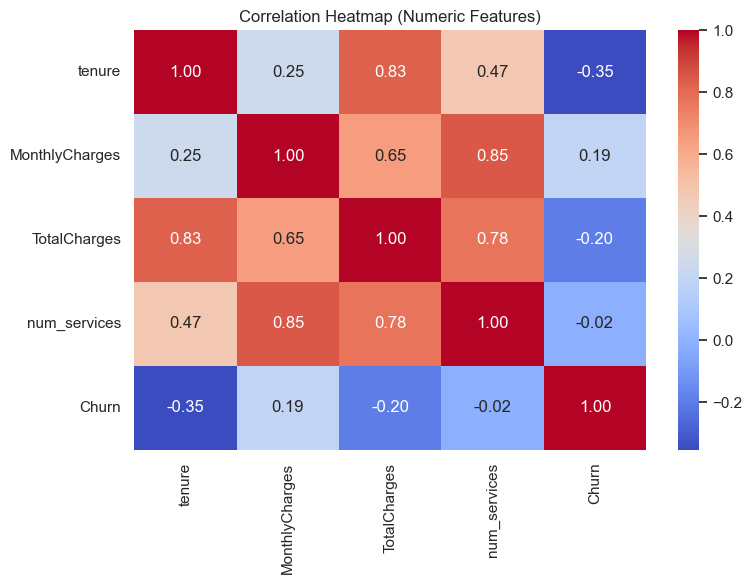 Correlation Heatmap (Numeric Features)
tenure 1.00 0.25 0.83 0.47 -0.35
MonthlyCharges 0.25 1.00 0.65 0.85 0.19
TotalCharges 0.83 0.65 1.00 0.78 -0.20
num_services 0.47 0.85 0.78 1.00 -0.02
Churn -0.35 0.19 -0.20 -0.02 1.00
tenure
MonthlyCharges
TotalCharges
num_services
Churn
1.0
0.8
0.6
0.4
0.2
0.0
−0.2